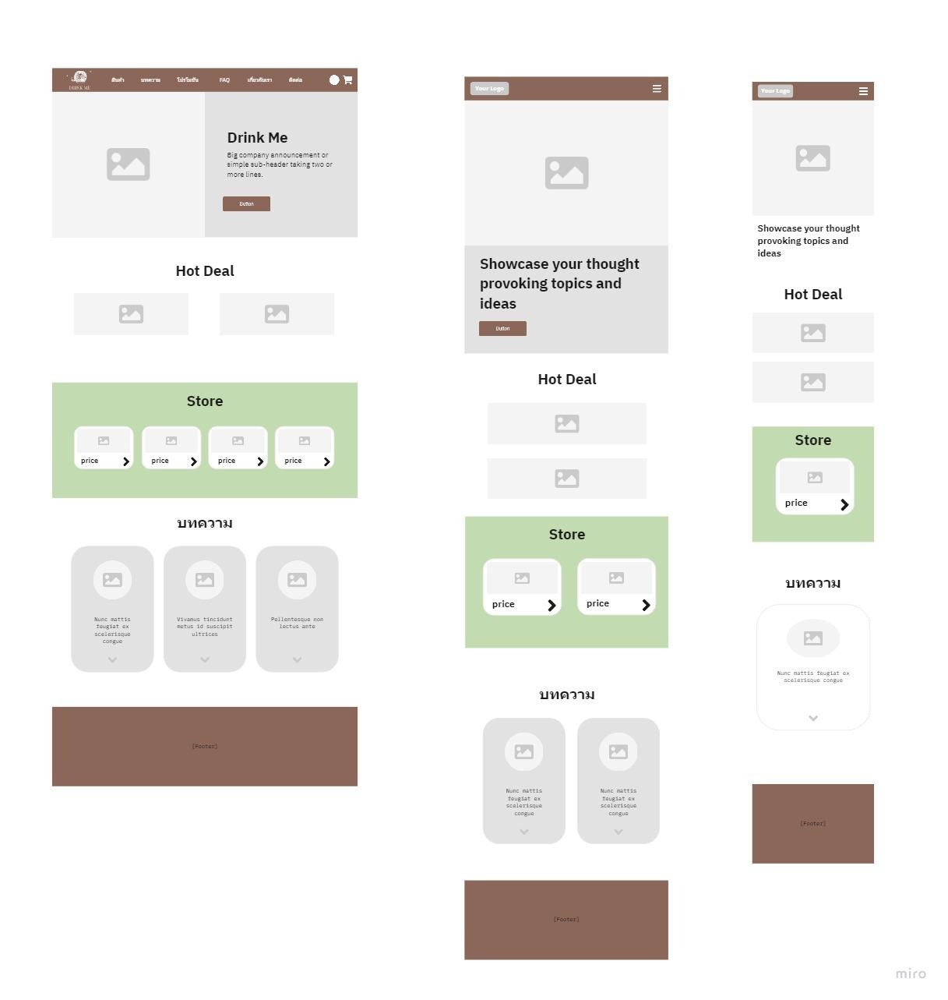 DRINK ME
สินค้า
บทความ
โปรโมชัน
FAQ
เกี่ยวกับเรา
ติดต่อ
Drink Me
Big company announcement or
simple sub-header taking two or
more lines.
Button
Hot Deal
Store
price
price
price
price
บทความ
Nunc mattis
feugiat ex
scelerisque
congue
Vivamus tincidunt
metus id suscipit
ultrices
Pellentesque non
lectus ante
[Footer]
Your Logo
Showcase your thought
provoking topics and
ideas
Button
Hot Deal
Store
price
price
บทความ
Nunc mattis
feugiat ex
scelerisque
congue
Nunc mattis
feugiat ex
scelerisque
congue
[Footer]
Your Logo
Showcase your thought
provoking topics and
ideas
Hot Deal
Store
price
บทความ
Nunc mattis feugiat ex
scelerisque congue
[Footer]
miro